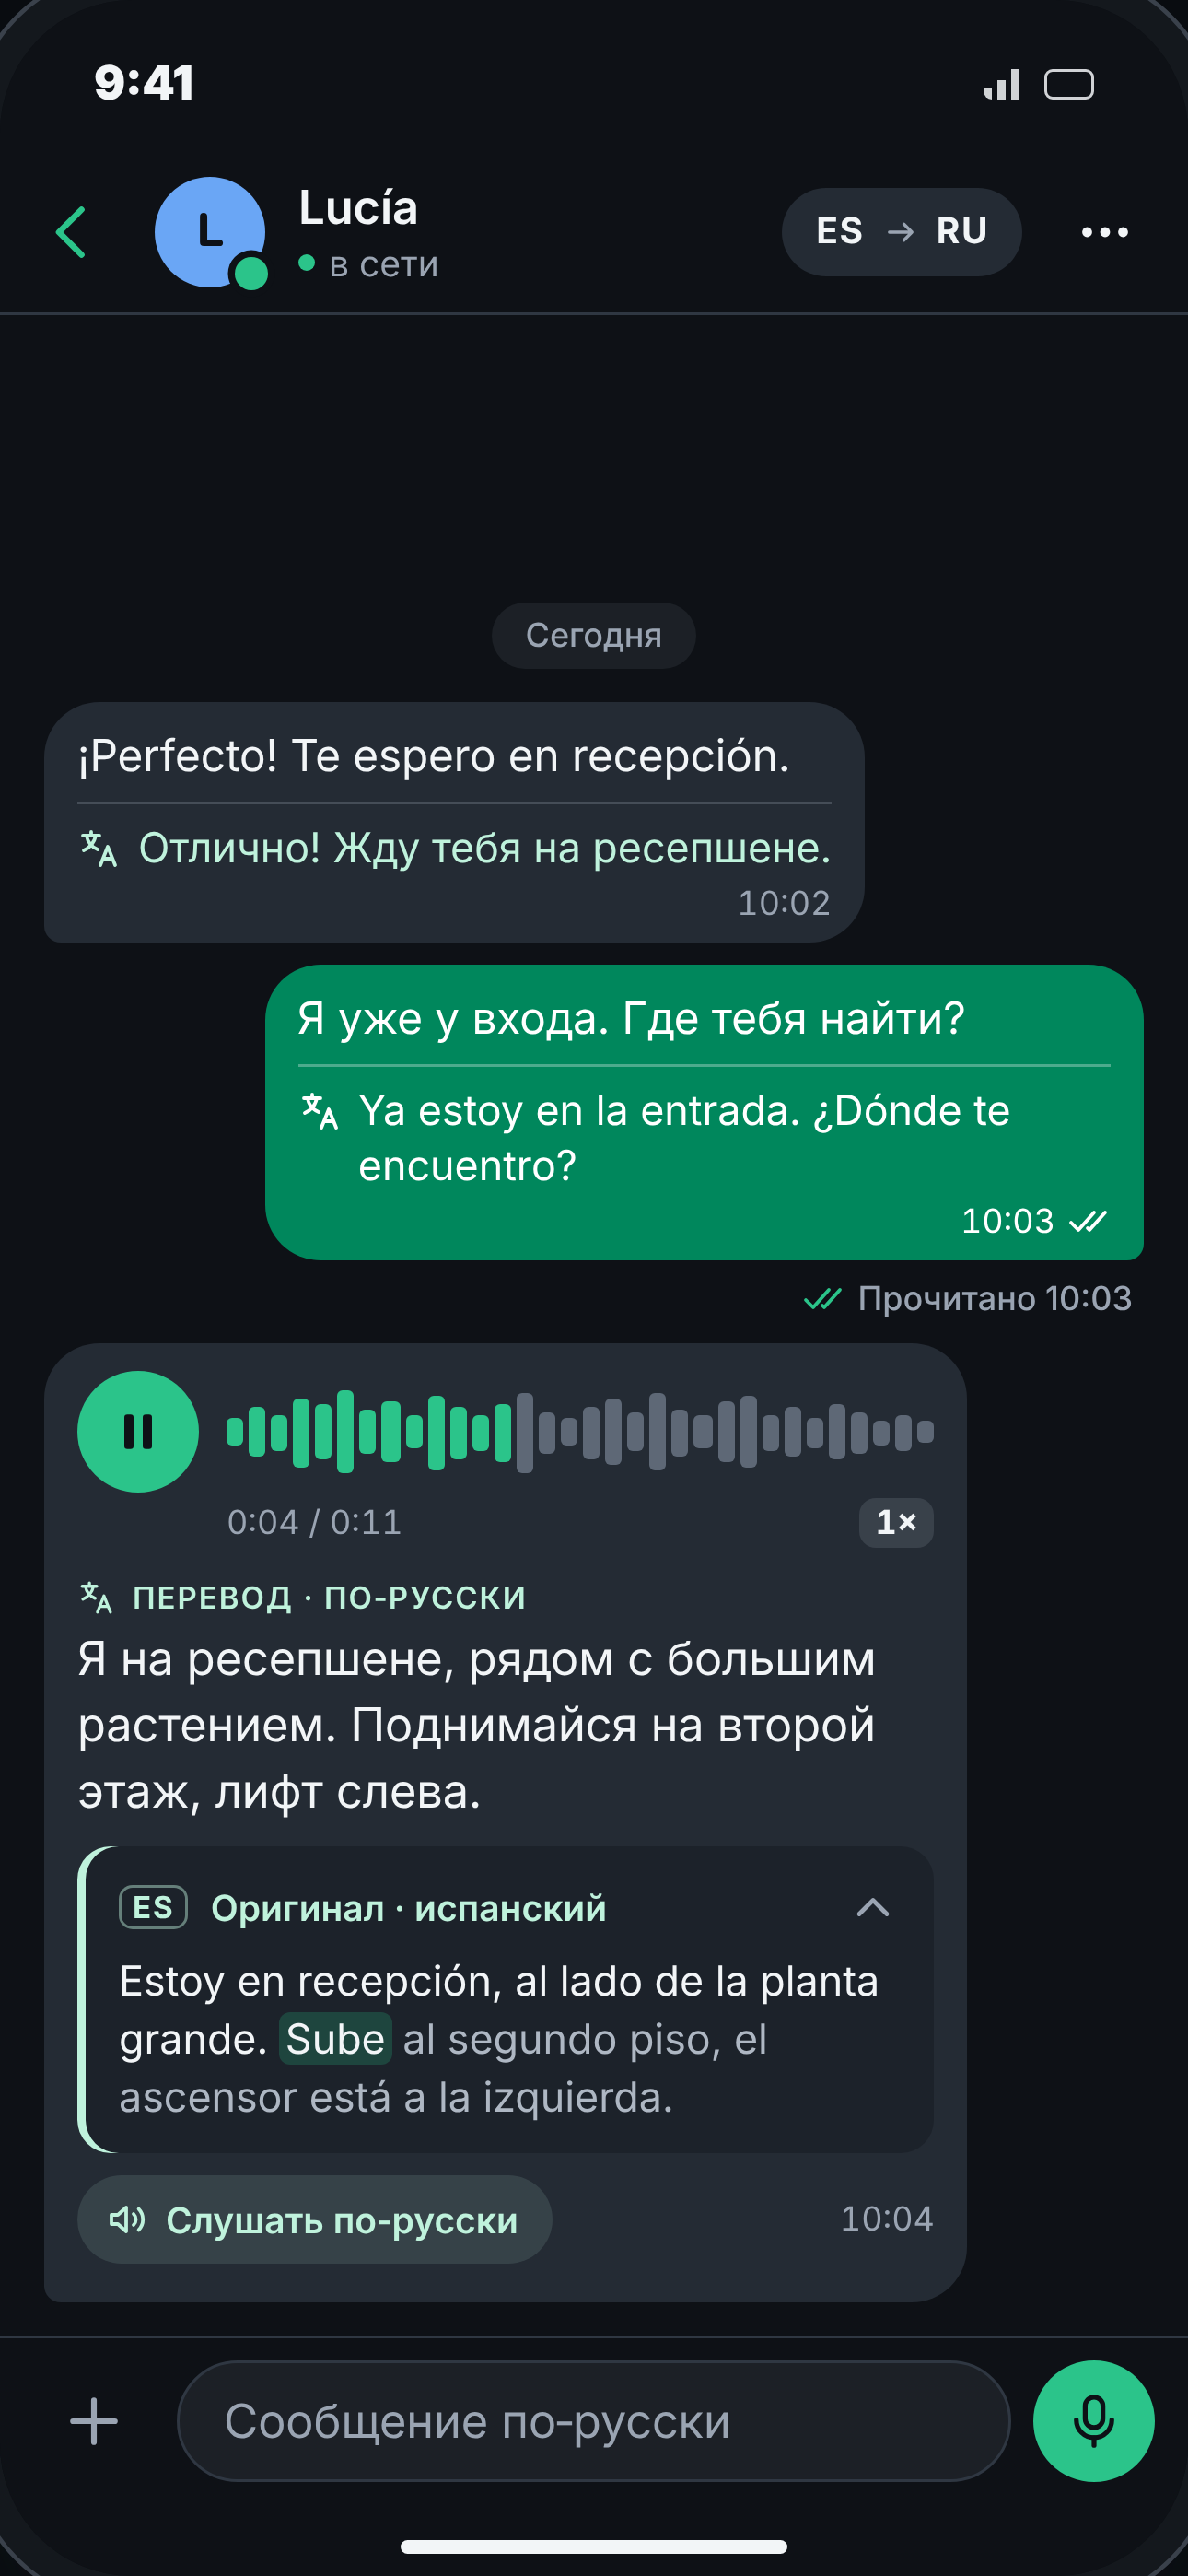 9:41
L
Lucía
в сети
ES → RU
Сегодня
¡Perfecto! Te espero en recepción.
Отлично! Жду тебя на ресепшене.
10:02
Я уже у входа. Где тебя найти?
Ya estoy en la entrada. ¿Dónde te
encuentro?
10:03
Прочитано 10:03
0:04 / 0:11
1×
ПЕРЕВОД · ПО-РУССКИ
Я на ресепшене, рядом с большим
растением. Поднимайся на второй
этаж, лифт слева.
ES Оригинал · испанский
Estoy en recepción, al lado de la planta
grande. Sube al segundo piso, el
ascensor está a la izquierda.
Слушать по-русски
10:04
Сообщение по-русски